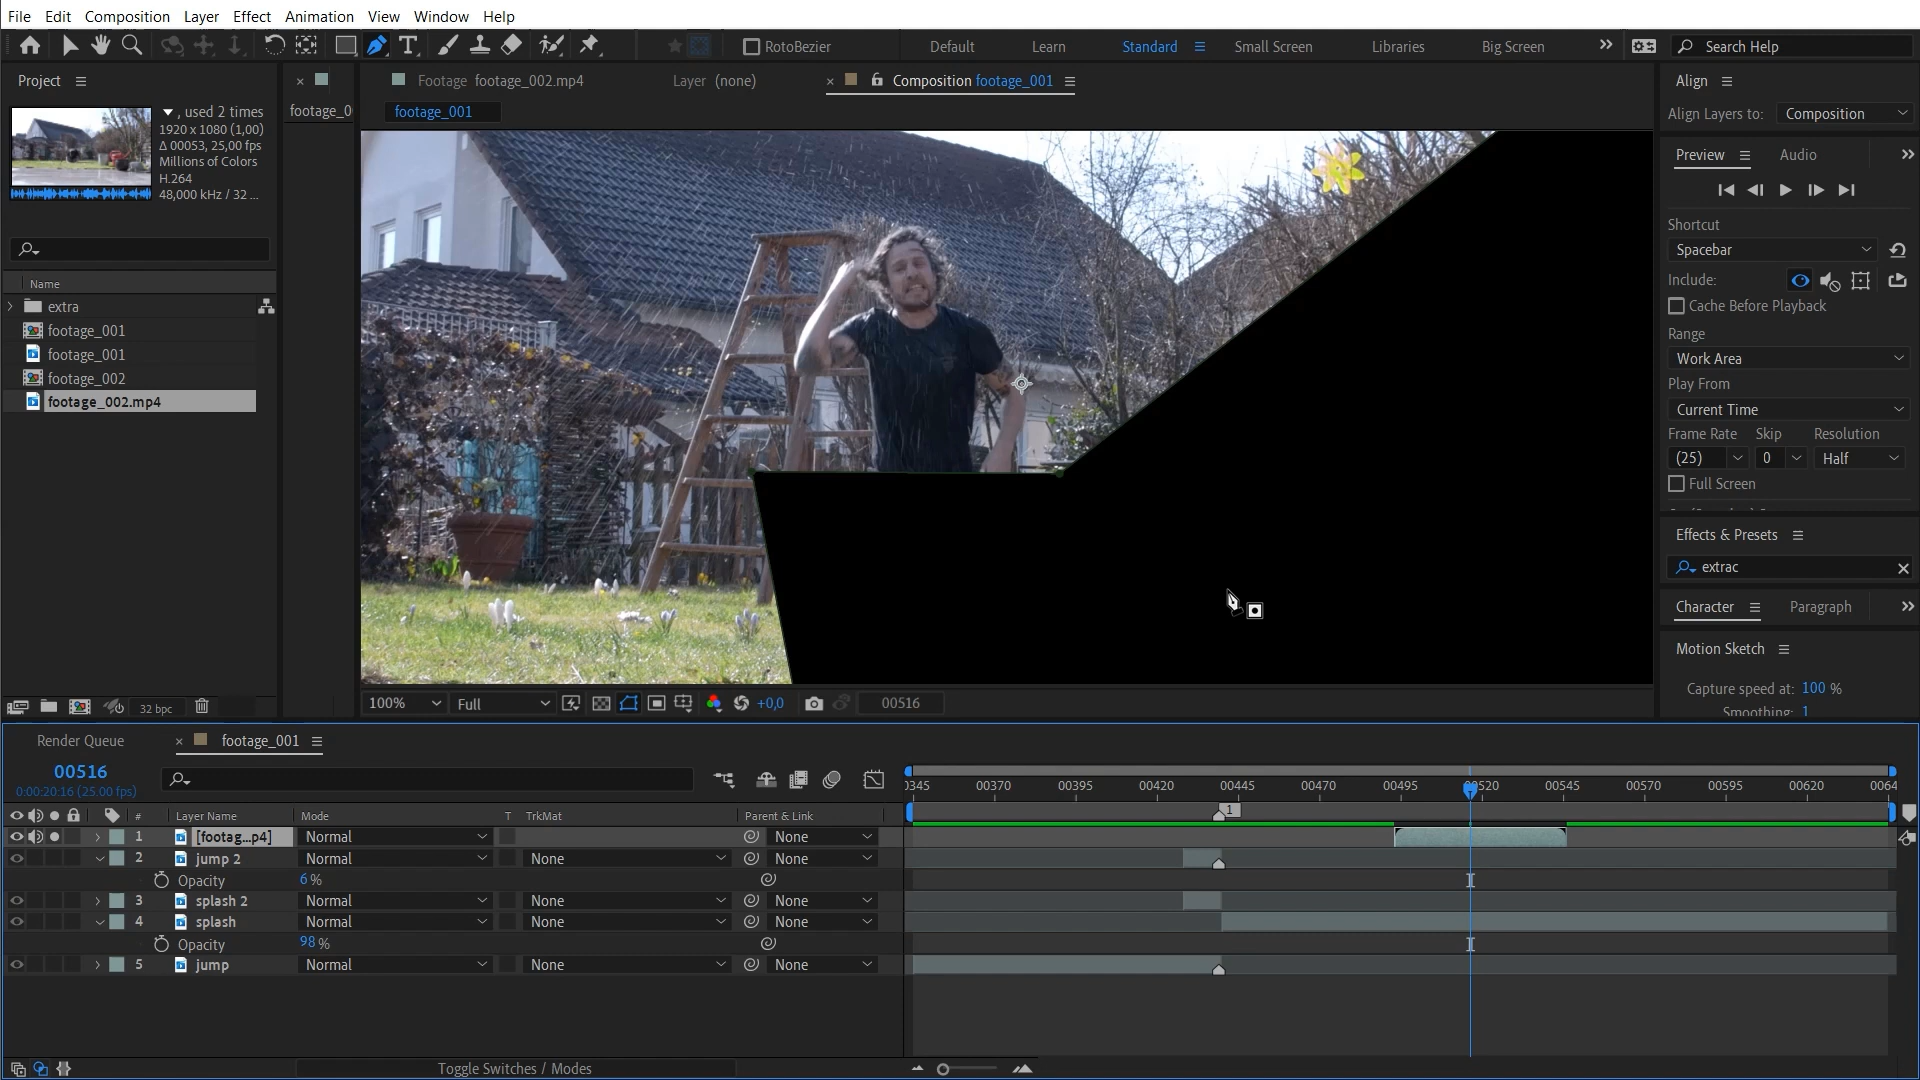 File Edit Composition Layer Effect Animation View Window Help
RotoBezier Default Learn Standard Small Screen Libraries Big Screen Search Help
Project
, used 2 times
1920 x 1080 (1,00)
Δ 00053, 25,00 fps
Millions of Colors
H.264
48,000 kHz / 32 ...
Name
extra
footage_001
footage_001
footage_002
footage_002.mp4
32 bpc
footage_0
Footage footage_002.mp4 Layer (none) Composition footage_001
footage_001
100% Full +0,0 00516
Align
Align Layers to: Composition
Preview Audio
Shortcut
Spacebar
Include:
Cache Before Playback
Range
Work Area
Play From
Current Time
Frame Rate Skip Resolution
(25) 0 Half
Full Screen
Effects & Presets
extrac
Character Paragraph
Motion Sketch
Capture speed at: 100 %
Smoothing: 1
Render Queue footage_001
00516
0:00:20:16 (25.00 fps)
# Layer Name Mode T TrkMat Parent & Link
00370 00395 00420 00445 00470 00495 00520 00545 00570 00595 00620
1
1 [footag...p4] Normal None
2 jump 2 Normal None None
Opacity 6 %
3 splash 2 Normal None None
4 splash Normal None None
Opacity 98 %
5 jump Normal None None
Toggle Switches / Modes